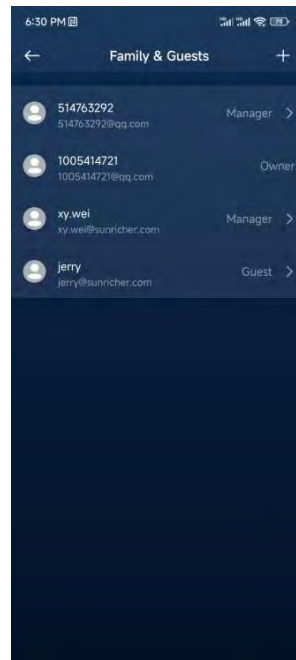 6:30 PM
Family & Guests
514763292
Manager
514763292@qq.com
1005414721
Owner
1005414721@qq.com
xy.wei
Manager
xy.wei@sunricher.com
jerry
Guest
jerry@sunricher.com